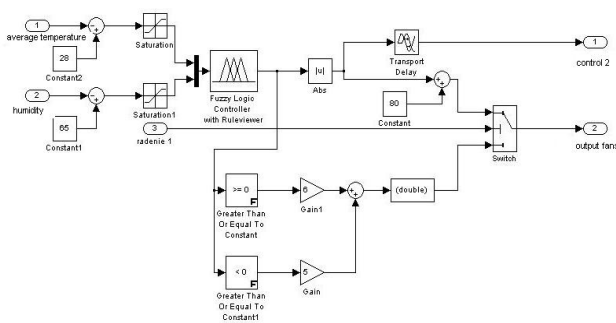 1
average temperature
28
Constant2
Saturation
2
humidity
65
Constant1
Saturation1
Fuzzy Logic
Controller
with Ruleviewer
3
radenie 1
|u|
Abs
Transport
Delay
1
control 2
80
Constant
Switch
2
output fans
>= 0
F
Greater Than
Or Equal To
Constant
6
Gain1
(double)
< 0
F
Greater Than
Or Equal To
Constant1
5
Gain